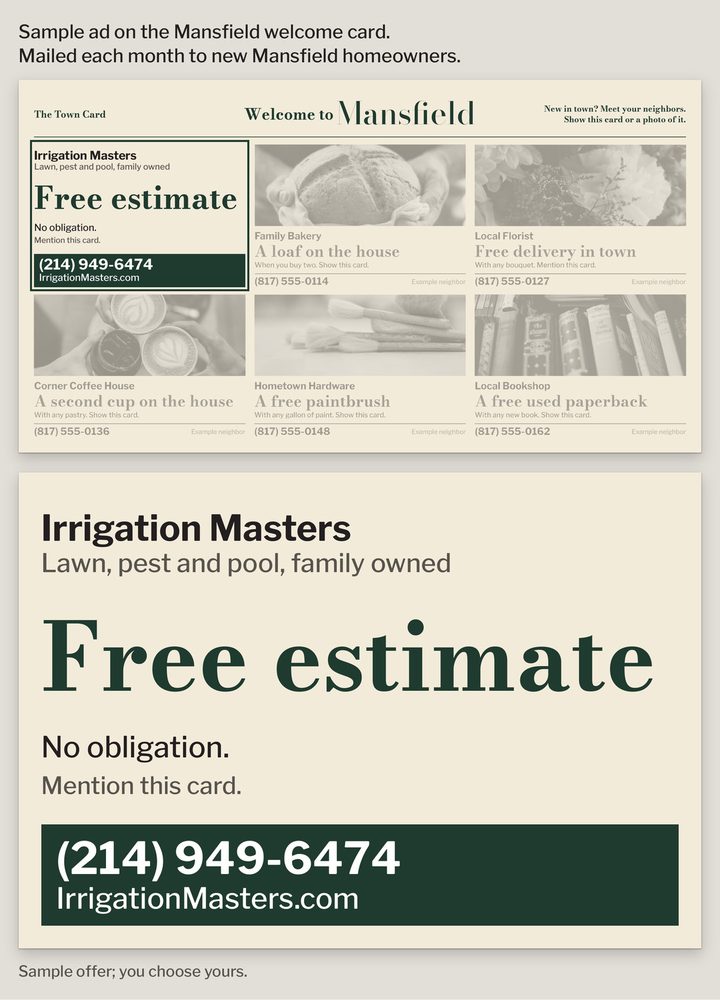 Sample ad on the Mansfield welcome card.
Mailed each month to new Mansfield homeowners.
The Town Card
Welcome to Mansfield
New in town? Meet your neighbors.
Show this card or a photo of it.
Irrigation Masters
Lawn, pest and pool, family owned
Free estimate
No obligation.
Mention this card.
(214) 949-6474
IrrigationMasters.com
Family Bakery
A loaf on the house
When you buy two. Show this card.
(817) 555-0114
Example neighbor
Local Florist
Free delivery in town
With any bouquet. Mention this card.
(817) 555-0127
Example neighbor
Corner Coffee House
A second cup on the house
With any pastry. Show this card.
(817) 555-0136
Example neighbor
Hometown Hardware
A free paintbrush
With any gallon of paint. Show this card.
(817) 555-0148
Example neighbor
Local Bookshop
A free used paperback
With any new book. Show this card.
(817) 555-0162
Example neighbor
Irrigation Masters
Lawn, pest and pool, family owned
Free estimate
No obligation.
Mention this card.
(214) 949-6474
IrrigationMasters.com
Sample offer; you choose yours.